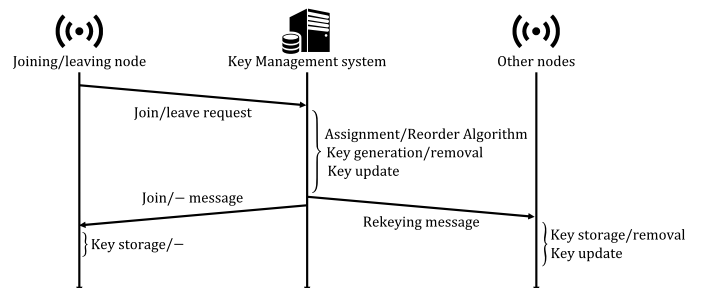 Joining/leaving node
Key Management system
Other nodes
Join/leave request
Assignment/Reorder Algorithm
Key generation/removal
Key update
Join/− message
Rekeying message
Key storage/−
Key storage/removal
Key update